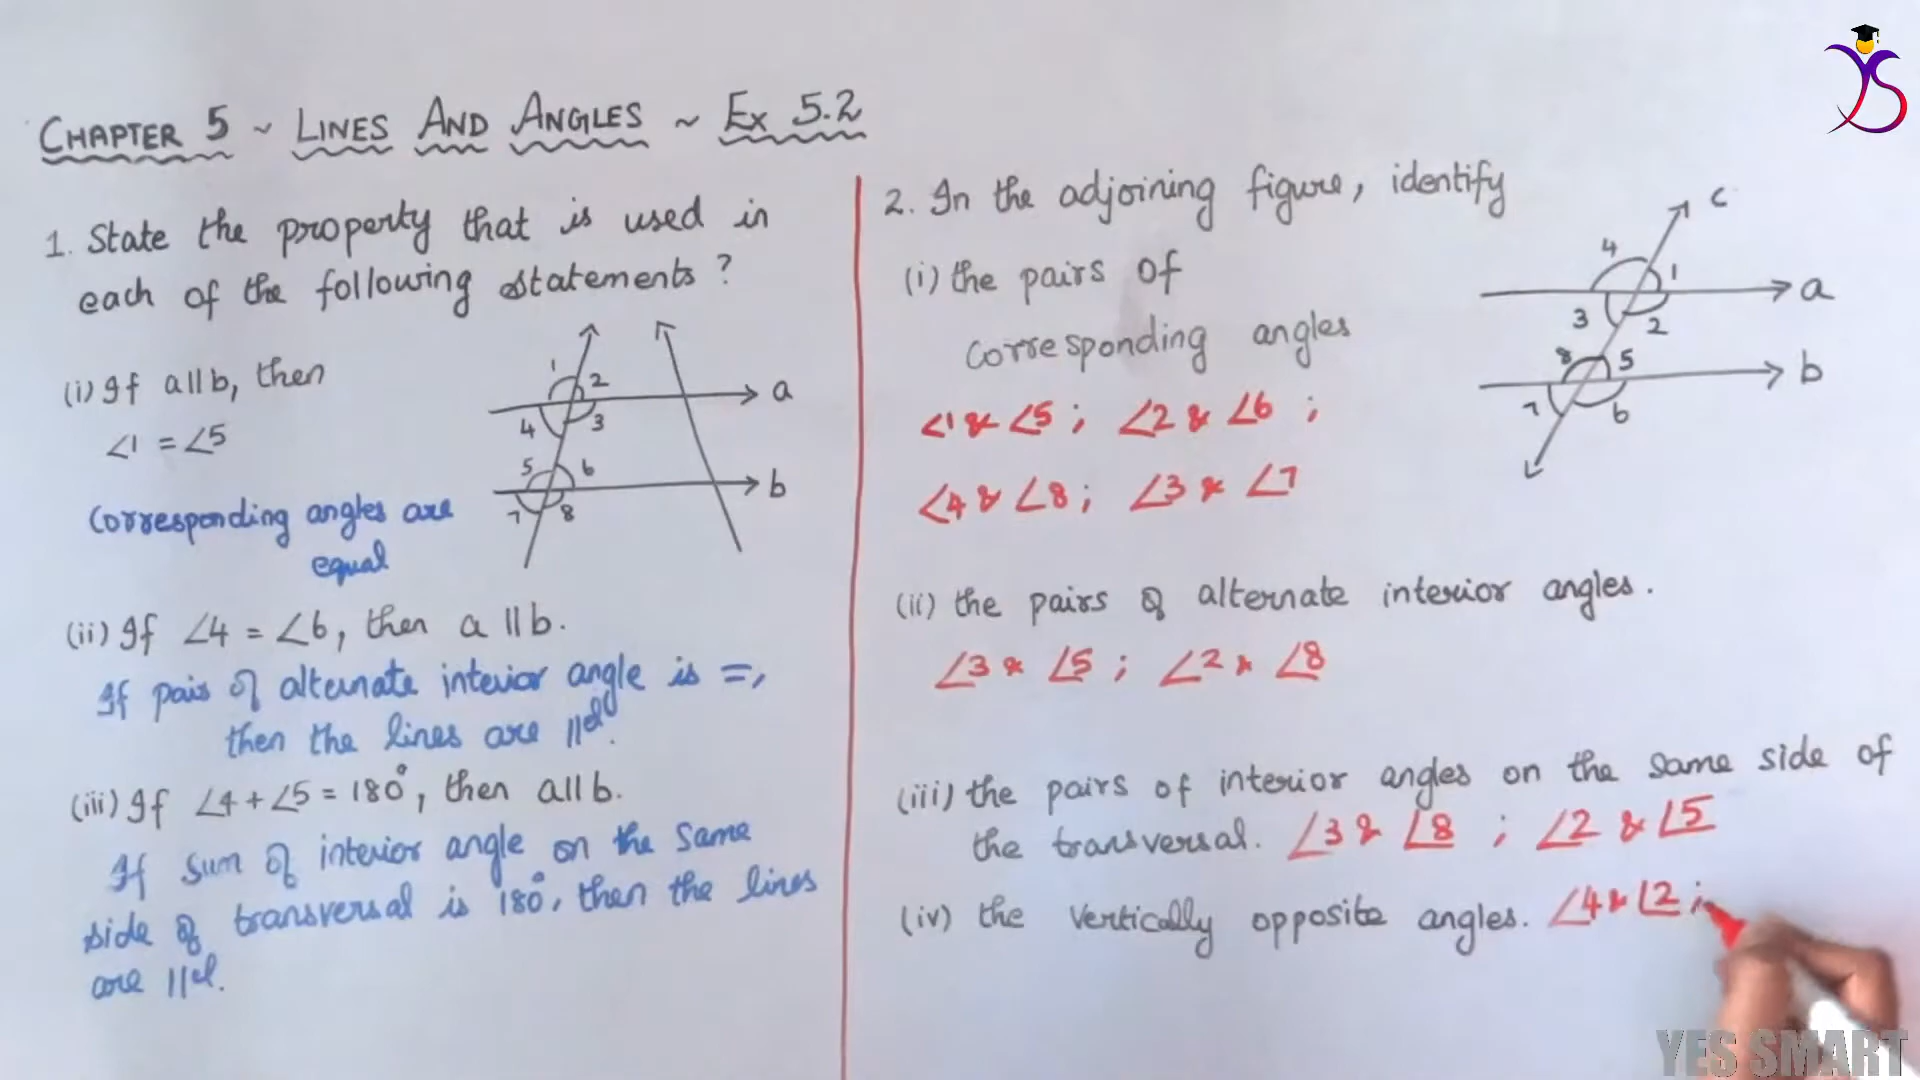 CHAPTER 5 ~ LINES AND ANGLES ~ EX 5.2
1. State the property that is used in
each of the following statements?
(i) If a||b, then
∠1 = ∠5
Corresponding angles are
equal
1 2
4 3
a
5 6
7 8
b
(ii) If ∠4 = ∠6, then a || b.
If pair of alternate interior angle is =,
then the lines are ||el.
(iii) If ∠4 + ∠5 = 180°, then a||b.
If sum of interior angle on the same
side of transversal is 180°, then the lines
are ||el.
2. In the adjoining figure, identify
(i) the pairs of
corresponding angles
∠1 & ∠5 ; ∠2 & ∠6 ;
∠4 & ∠8 ; ∠3 & ∠7
c
4 1
a
3 2
8 5
b
7 6
(ii) the pairs of alternate interior angles.
∠3 & ∠5 ; ∠2 & ∠8
(iii) the pairs of interior angles on the same side of
the transversal. ∠3 & ∠8 ; ∠2 & ∠5
(iv) the vertically opposite angles. ∠4 & ∠2 ;
YS
YES SMART